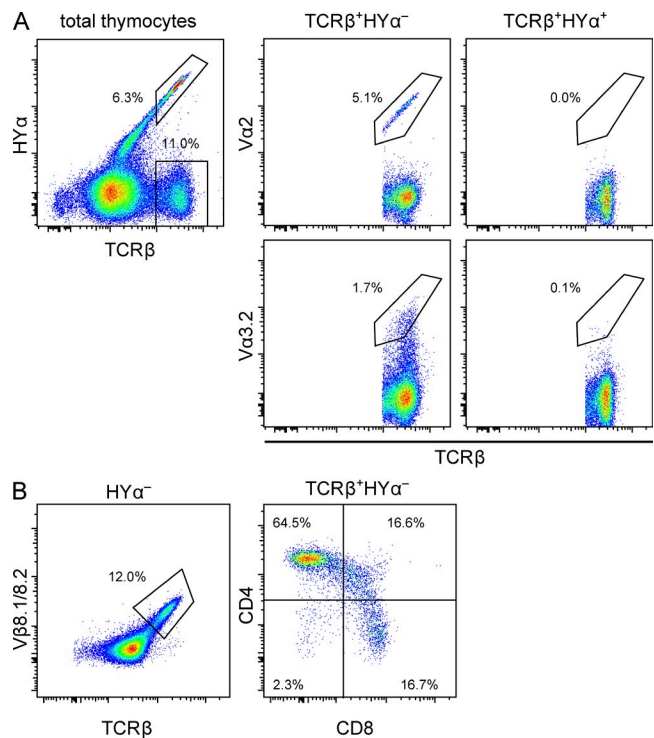 A
total thymocytes
TCRβ⁺HYα⁻
TCRβ⁺HYα⁺
HYα
6.3%
11.0%
TCRβ
Vα2
5.1%
0.0%
Vα3.2
1.7%
0.1%
TCRβ
B
HYα⁻
TCRβ⁺HYα⁻
Vβ8.1/8.2
12.0%
TCRβ
CD4
64.5%
16.6%
2.3%
16.7%
CD8